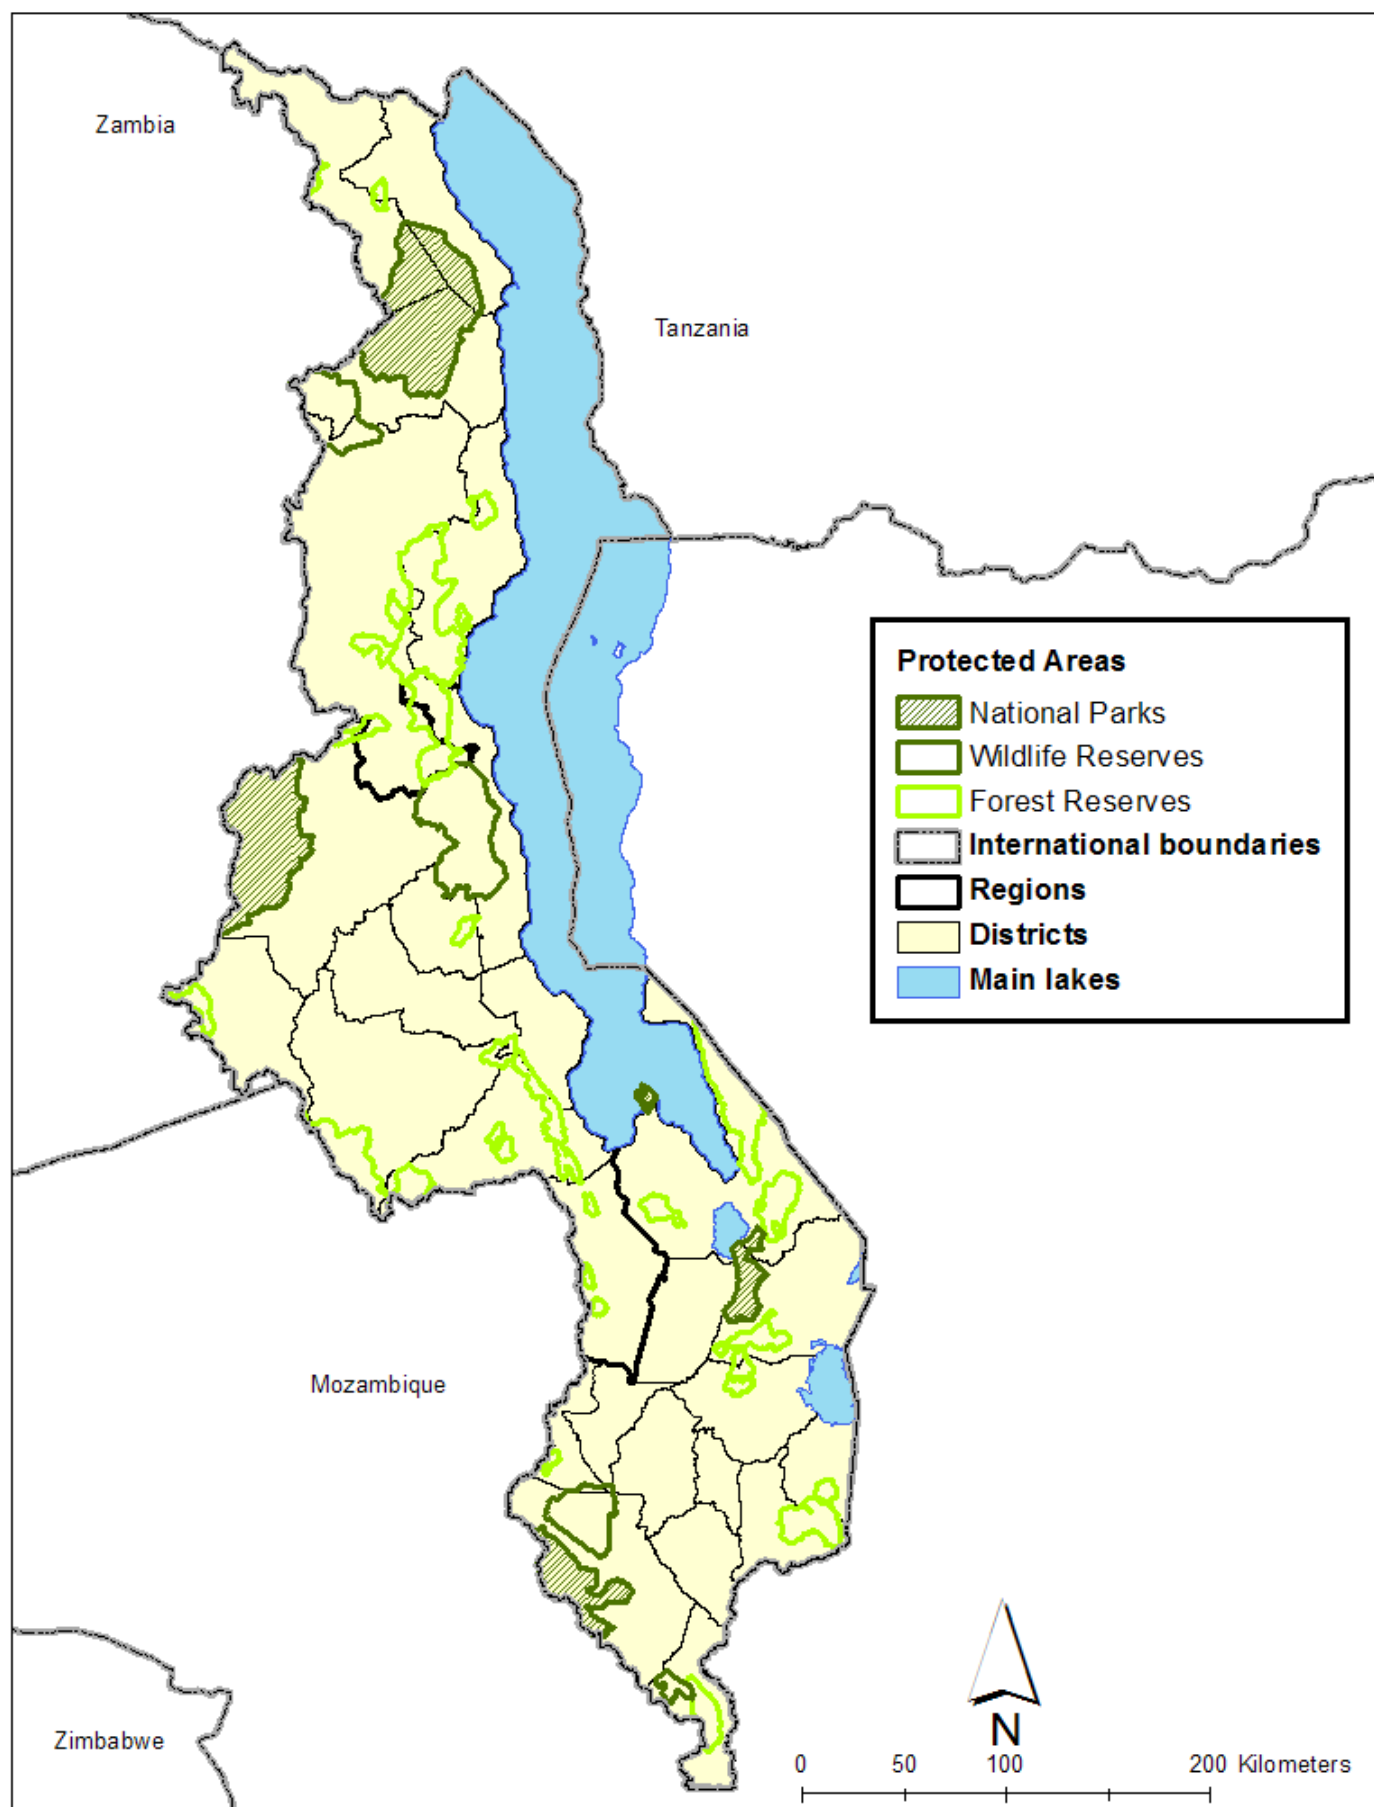 Zambia
Tanzania
Protected Areas
National Parks
Wildlife Reserves
Forest Reserves
International boundaries
Regions
Districts
Main lakes
Mozambique
Zimbabwe
N
0 50 100 200 Kilometers